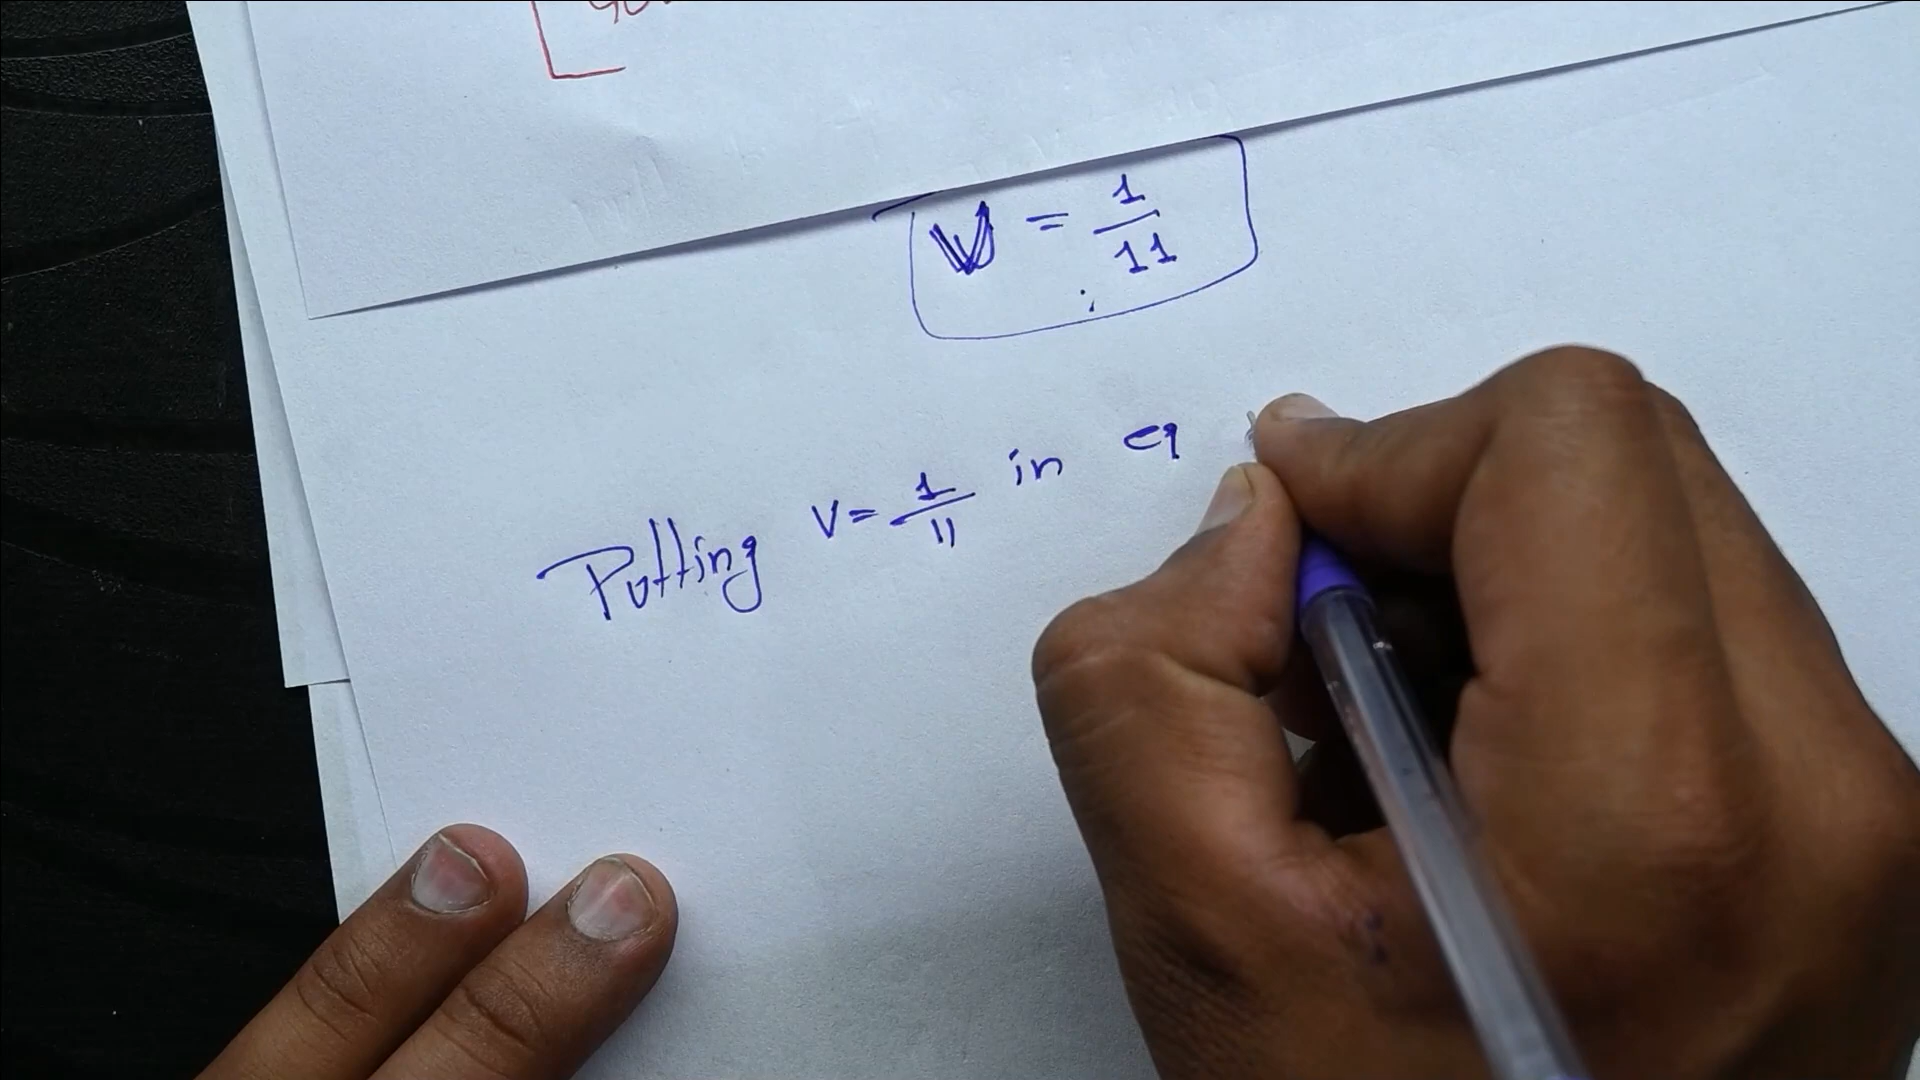 V = 1/11
Putting v = 1/11 in eq